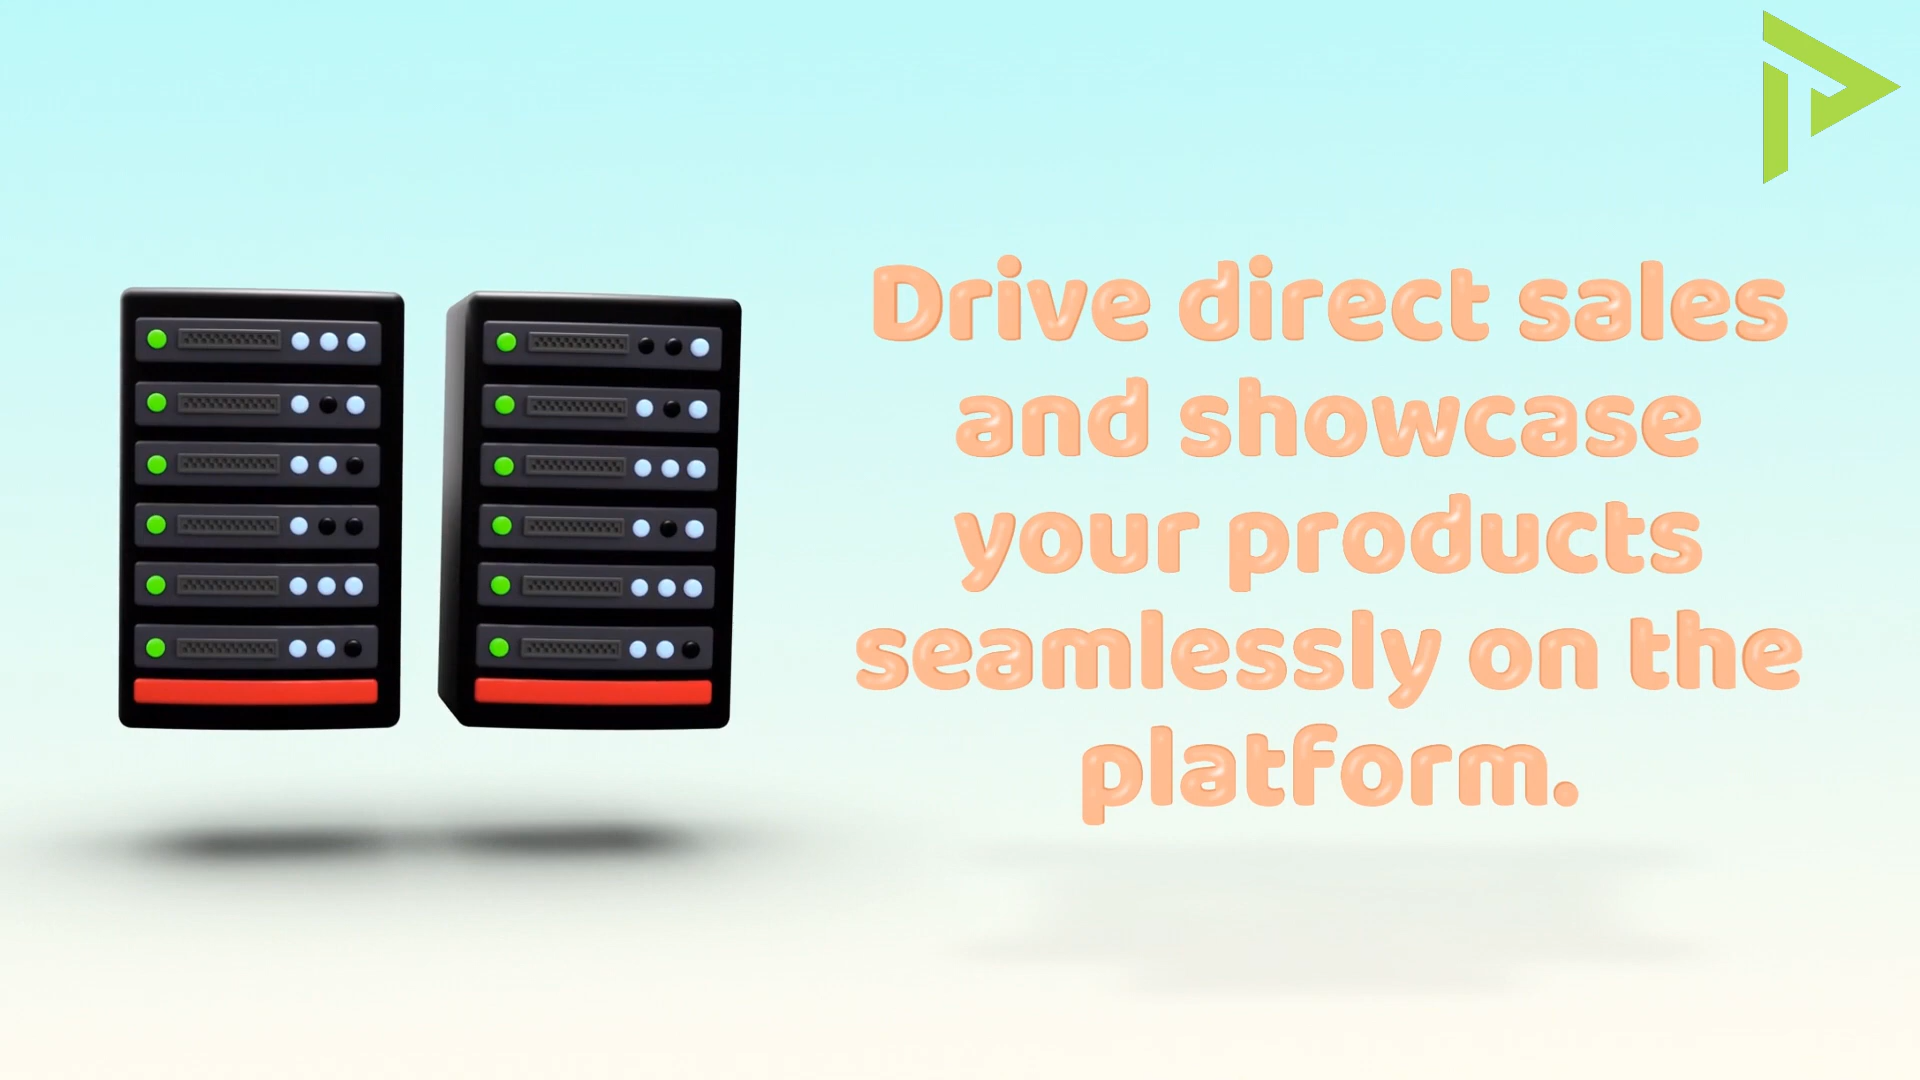 Drive direct sales
and showcase
your products
seamlessly on the
platform.